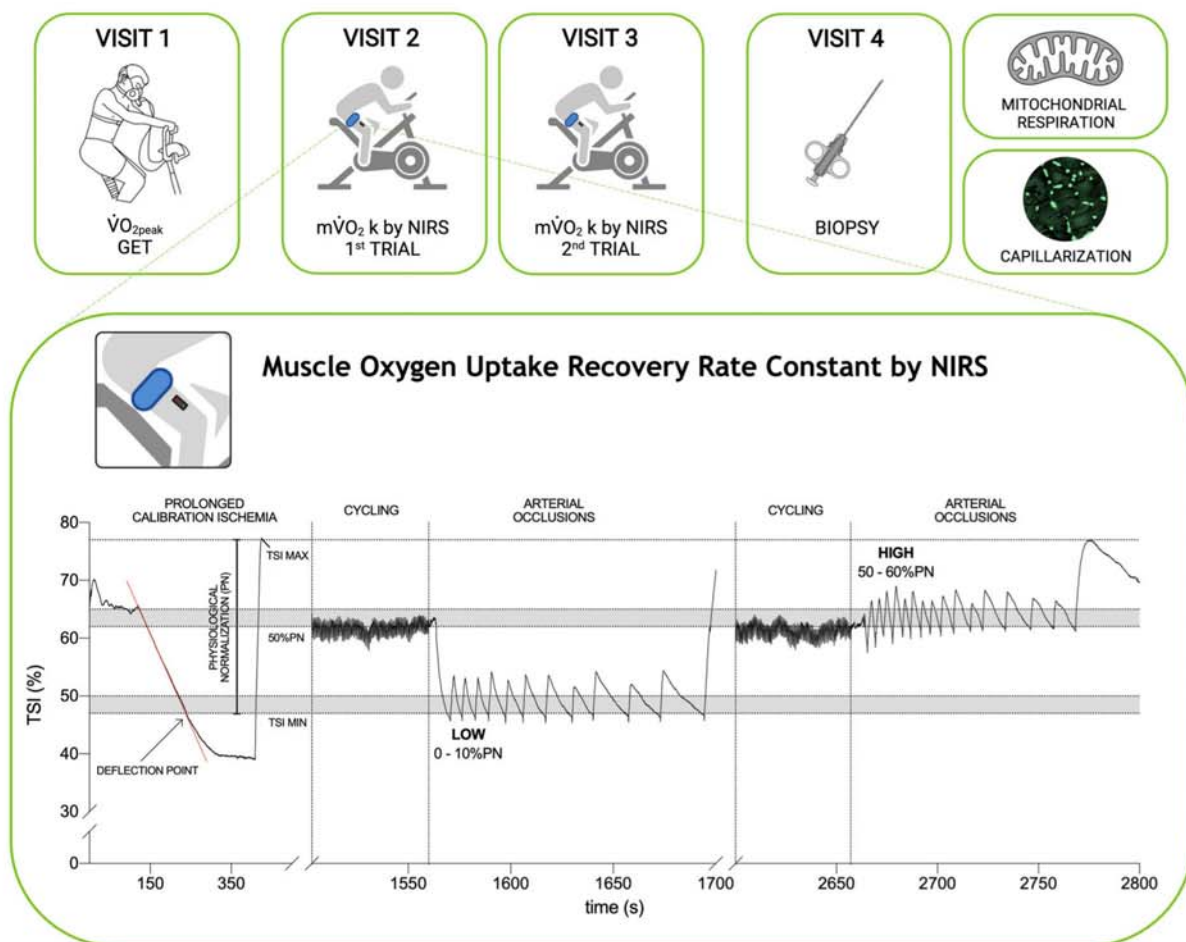 VISIT 1
V̇O2peak
GET
VISIT 2
mV̇O2 k by NIRS
1st TRIAL
VISIT 3
mV̇O2 k by NIRS
2nd TRIAL
VISIT 4
BIOPSY
MITOCHONDRIAL
RESPIRATION
CAPILLARIZATION
Muscle Oxygen Uptake Recovery Rate Constant by NIRS
PROLONGED
CALIBRATION ISCHEMIA
CYCLING
ARTERIAL
OCCLUSIONS
CYCLING
ARTERIAL
OCCLUSIONS
80
70
60
50
40
30
0
TSI (%)
PHYSIOLOGICAL
NORMALIZATION (PN)
TSI MAX
50%PN
TSI MIN
DEFLECTION POINT
LOW
0 - 10%PN
HIGH
50 - 60%PN
150
350
1550
1600
1650
1700
2650
2700
2750
2800
time (s)